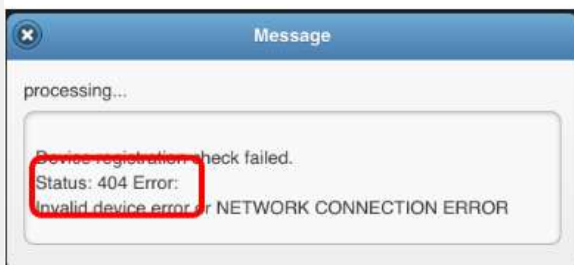 Message
processing...
Device registration check failed.
Status: 404 Error:
Invalid device error or NETWORK CONNECTION ERROR